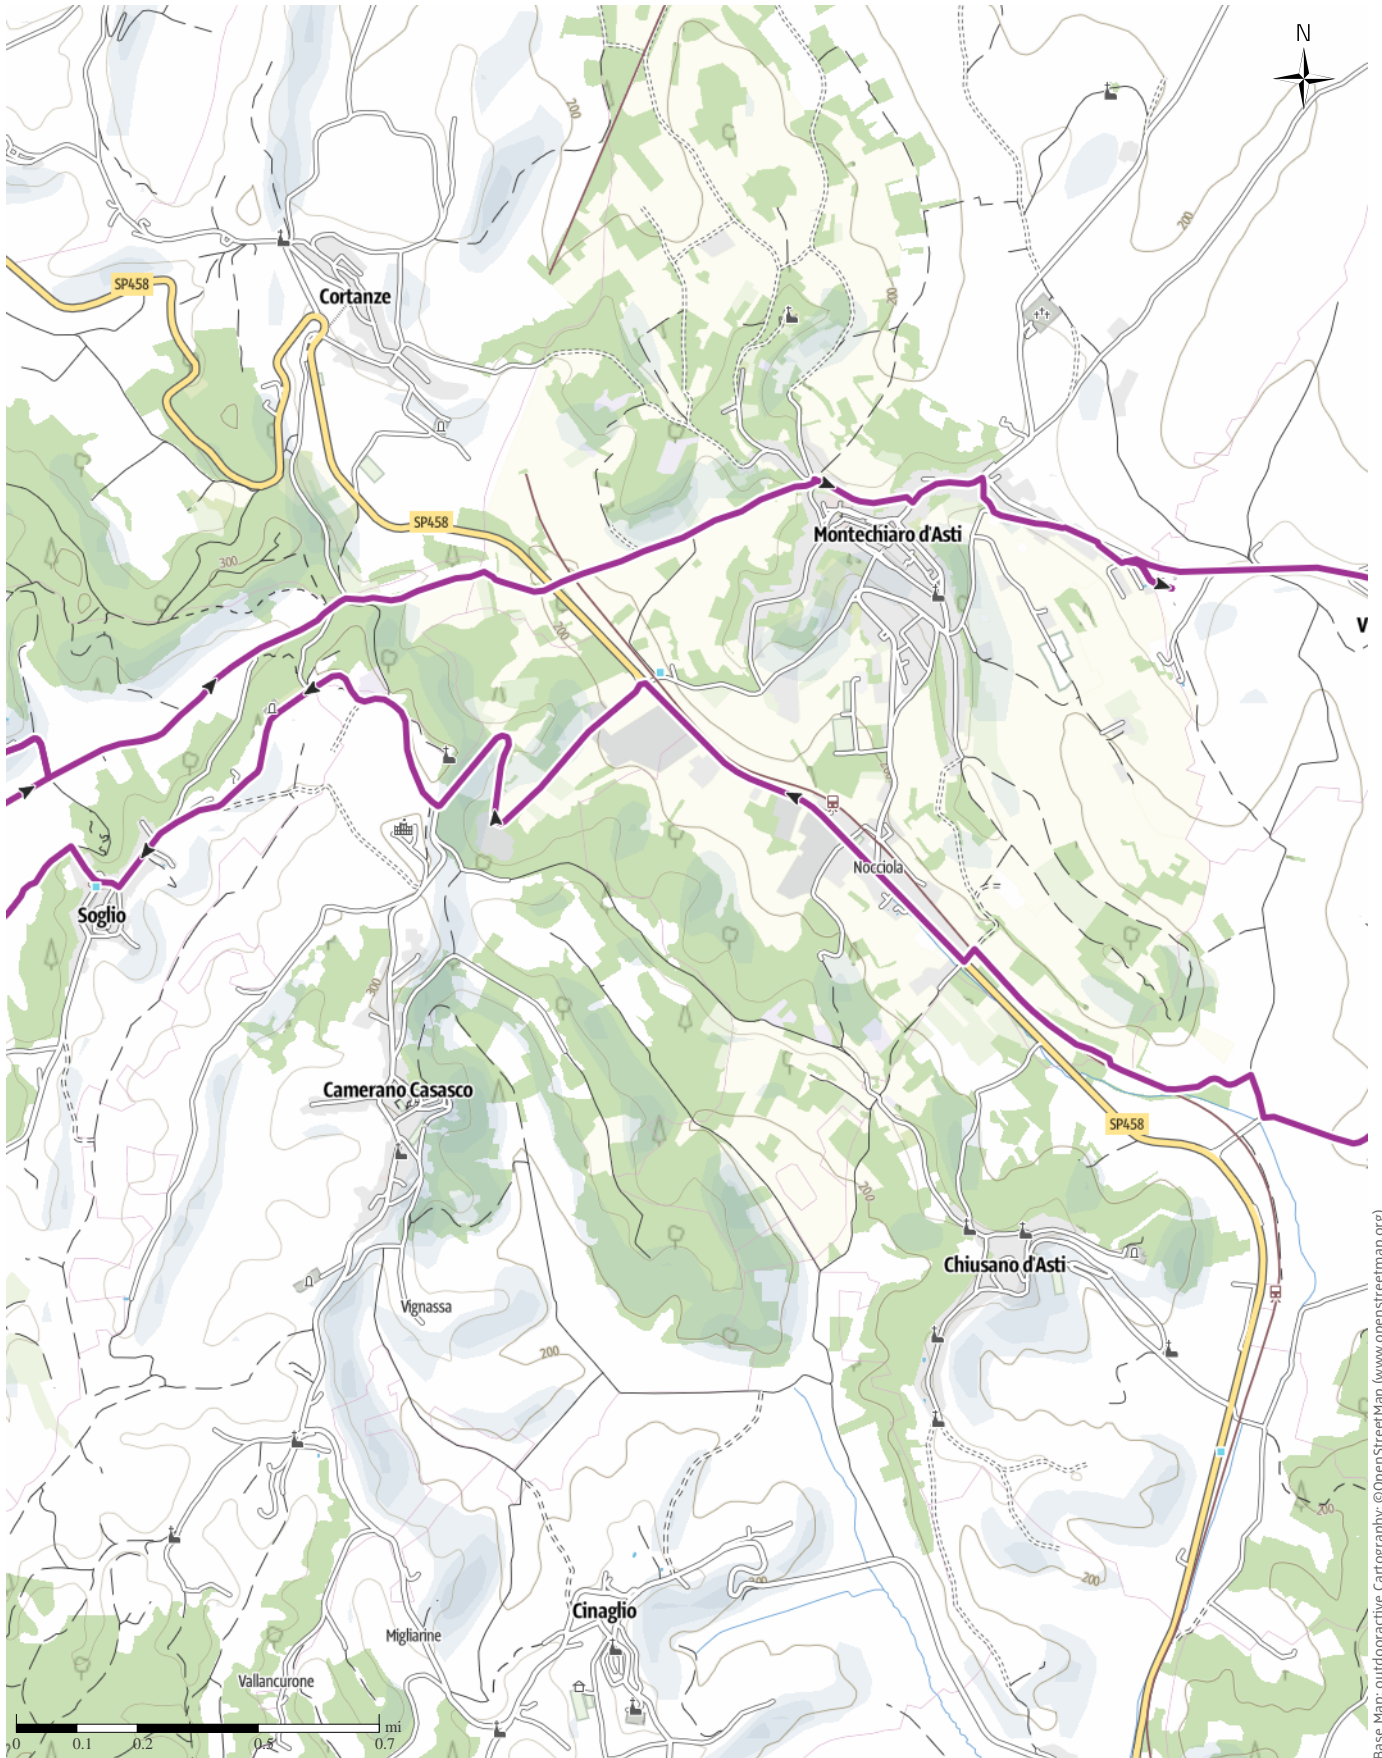 N
200
200
SP458
Cortanze
200
SP458
Montechiaro d'Asti
300
200
V
200
Nocciola
Soglio
300
Camerano Casasco
SP458
200
Chiusano d'Asti
Vignassa
200
200
200
200
Cinaglio
Migliarine
Vallancurone
mi
0 0.1 0.2 0.5 0.7
Base Map: outdooractive Cartography; ©OpenStreetMap (www.openstreetmap.org)